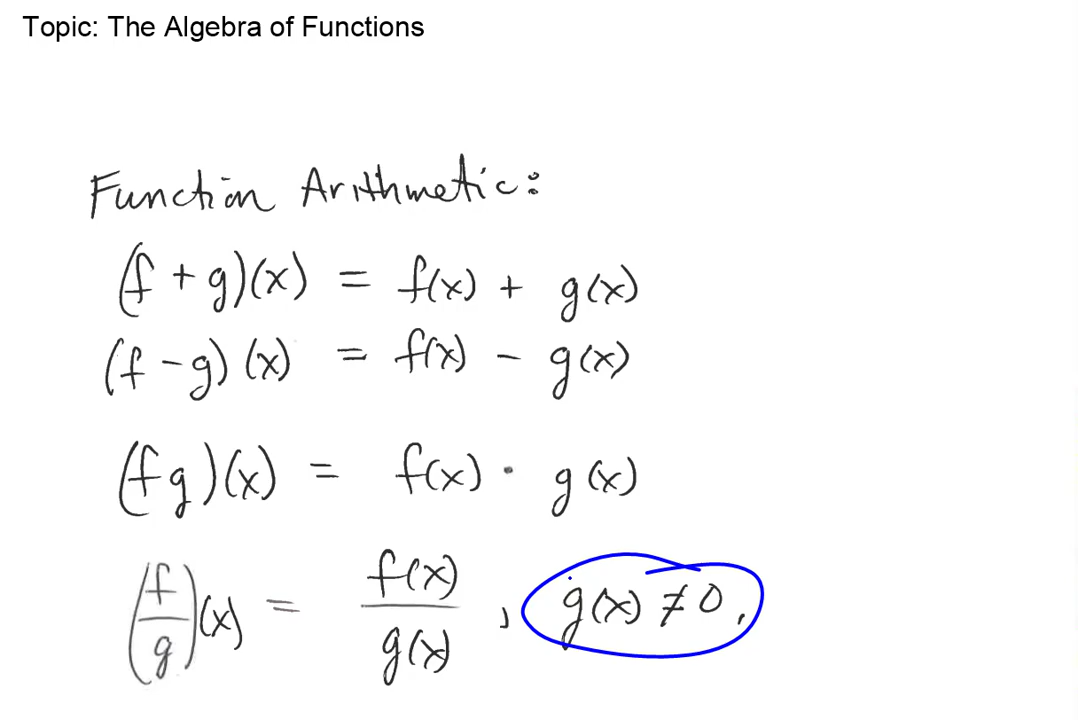 Topic: The Algebra of Functions
Function Arithmetic:
(f + g)(x) = f(x) + g(x)
(f - g)(x) = f(x) - g(x)
(fg)(x) = f(x) · g(x)
(f/g)(x) = f(x)/g(x), g(x) ≠ 0,